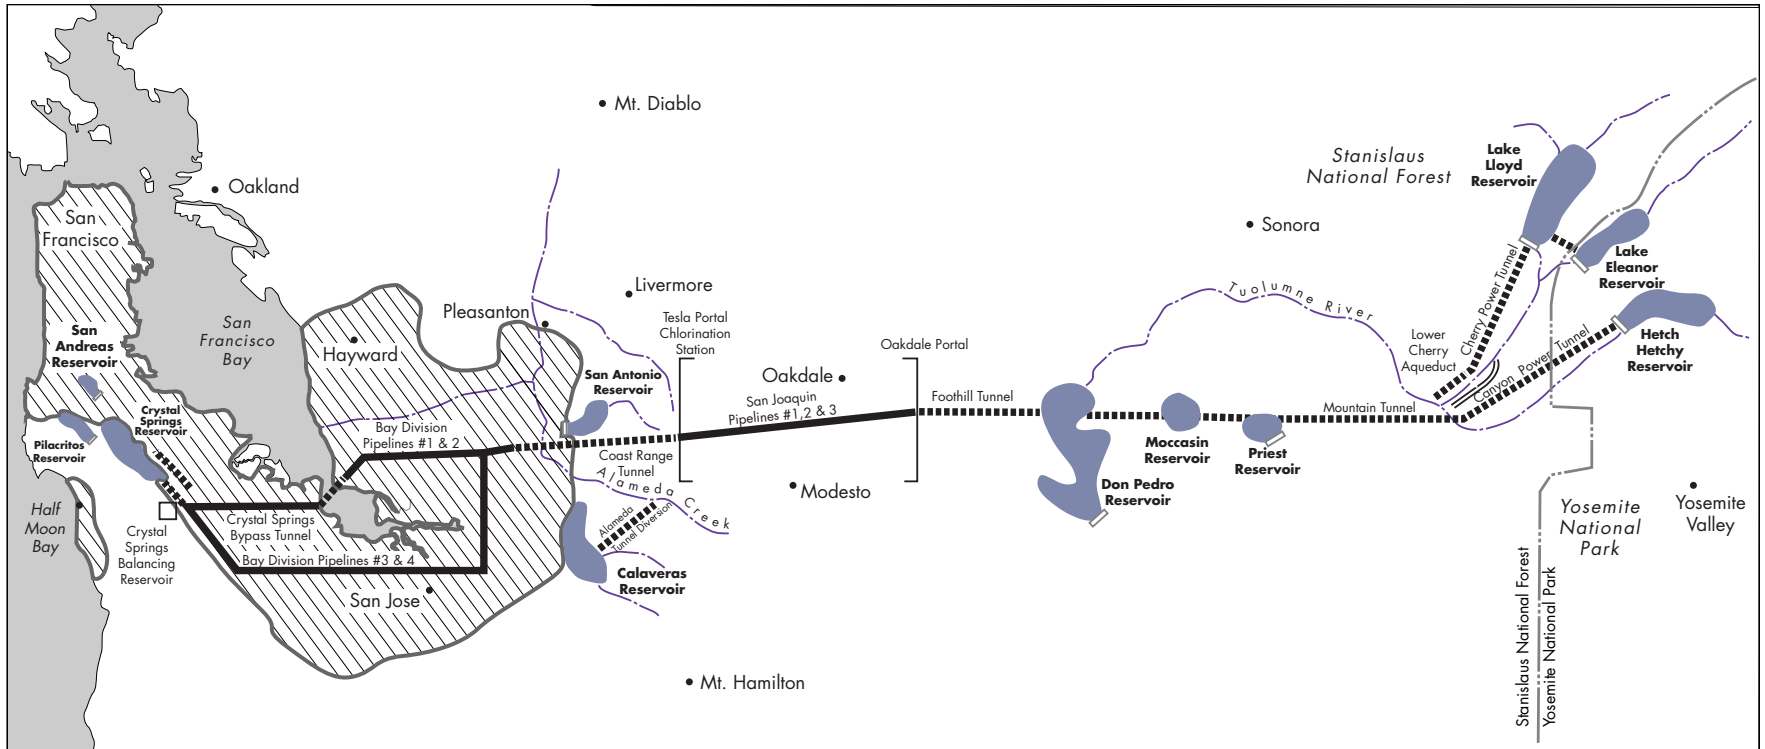 Mt. Diablo
Oakland
San
Francisco
Stanislaus
National Forest
Lake
Lloyd
Reservoir
Sonora
Lake
Eleanor
Reservoir
Livermore
Pleasanton
Tuolumne River
Cherry Power Tunnel
San
Francisco
Bay
San
Andreas
Reservoir
Hayward
Tesla Portal
Chlorination
Station
Oakdale Portal
Lower
Cherry
Aqueduct
Canyon Power Tunnel
Hetch
Hetchy
Reservoir
San Antonio
Reservoir
Oakdale
San Joaquin
Pipelines #1,2 & 3
Foothill Tunnel
Mountain Tunnel
Crystal
Springs
Reservoir
Pilacritos
Reservoir
Bay Division
Pipelines #1 & 2
Coast Range
Tunnel
Alameda Creek
Moccasin
Reservoir
Priest
Reservoir
Don Pedro
Reservoir
Modesto
Half
Moon
Bay
Crystal
Springs
Balancing
Reservoir
Crystal Springs
Bypass Tunnel
Bay Division Pipelines #3 & 4
Alameda
Tunnel Diversion
Calaveras
Reservoir
San Jose
Yosemite
National
Park
Yosemite
Valley
Stanislaus National Forest
Yosemite National Park
Mt. Hamilton